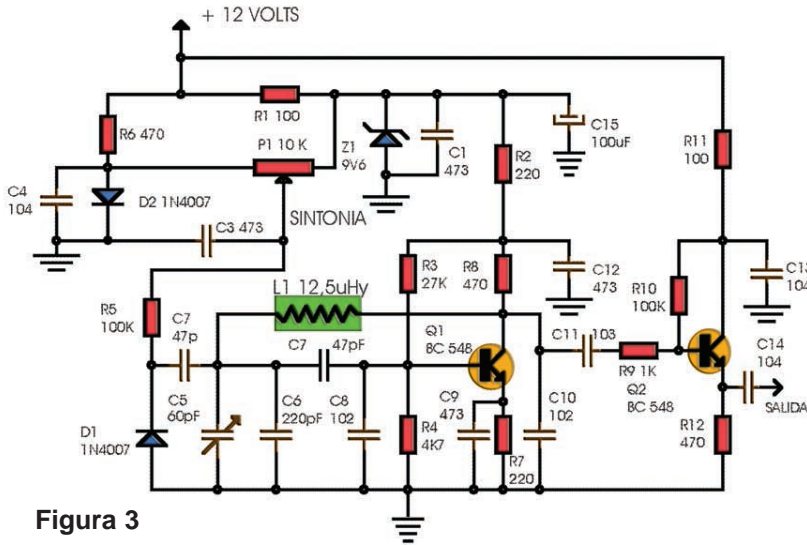 + 12 VOLTS
R1 100
R6 470
P1 10 K
Z1
9V6
C1
473
R2
220
C15
100uF
R11
100
C4
104
D2 1N4007
C3 473
SINTONIA
R3
27K
R8
470
C12
473
R10
100K
C13
104
L1 12,5uHy
R5
100K
C7
47p
C7 47pF
Q1
BC 548
C11 103
R9 1K
Q2
BC 548
C14
104
SALIDA
C5
60pF
C6
220pF
C8
102
R4
4K7
C9
473
C10
102
R12
470
D1
1N4007
R7
220
Figura 3